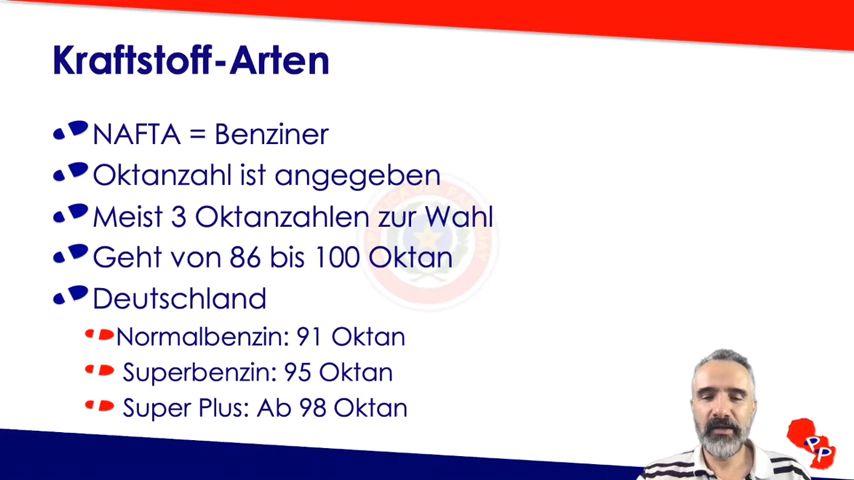 Kraftstoff-Arten
NAFTA = Benziner
Oktanzahl ist angegeben
Meist 3 Oktanzahlen zur Wahl
Geht von 86 bis 100 Oktan
Deutschland
Normalbenzin: 91 Oktan
Superbenzin: 95 Oktan
Super Plus: Ab 98 Oktan
PP